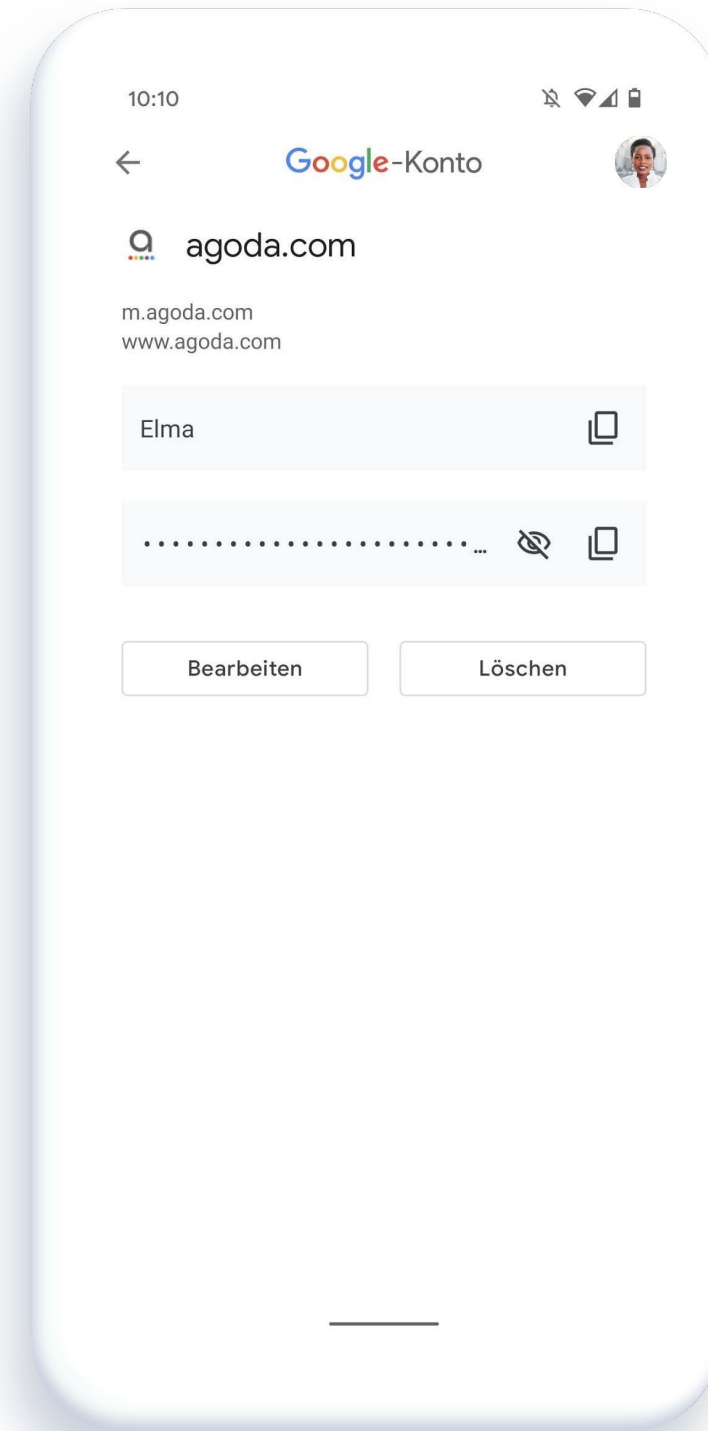 10:10
Google-Konto
agoda.com
m.agoda.com
www.agoda.com
Elma
•••••••••••••••••••••••...
Bearbeiten
Löschen